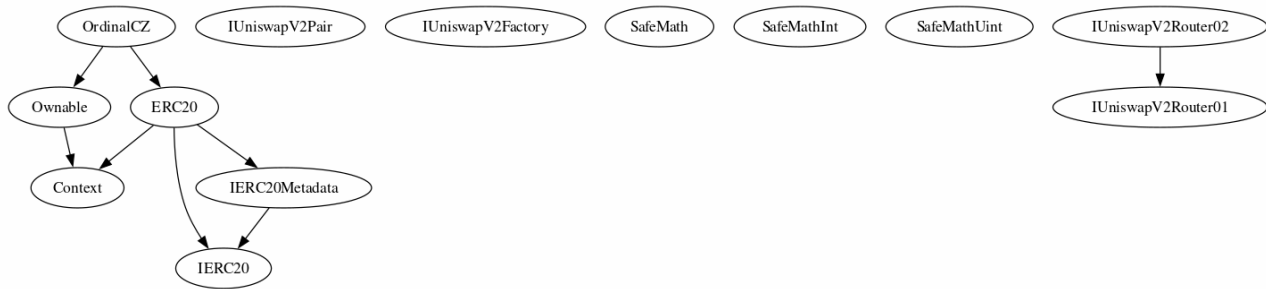 OrdinalCZ
IUniswapV2Pair
IUniswapV2Factory
SafeMath
SafeMathInt
SafeMathUint
IUniswapV2Router02
Ownable
ERC20
IUniswapV2Router01
Context
IERC20Metadata
IERC20